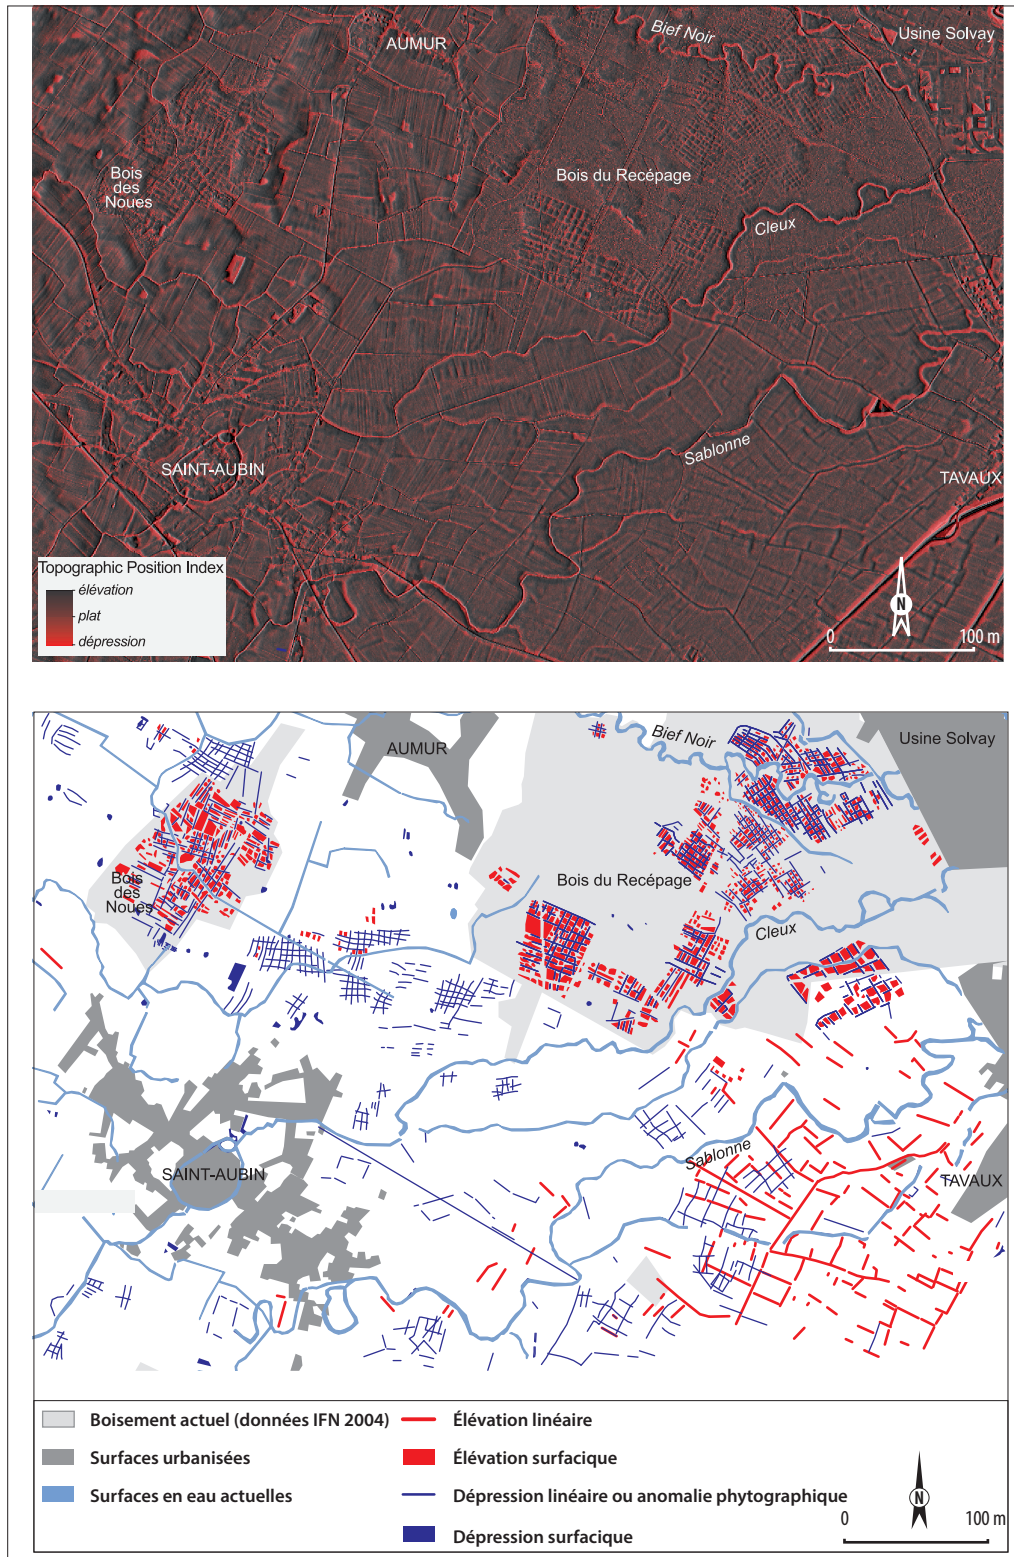 AUMUR
Bief Noir
Usine Solvay
Bois
des
Noues
Bois du Recépage
Cleux
Sablonne
SAINT-AUBIN
TAVAUX
Topographic Position Index
élévation
plat
dépression
N
0 100 m
AUMUR
Bief Noir
Usine Solvay
Bois
des
Noues
Bois du Recépage
Cleux
Sablonne
SAINT-AUBIN
TAVAUX
Boisement actuel (données IFN 2004)
Élévation linéaire
Surfaces urbanisées
Élévation surfacique
Surfaces en eau actuelles
Dépression linéaire ou anomalie phytographique
Dépression surfacique
N
0 100 m